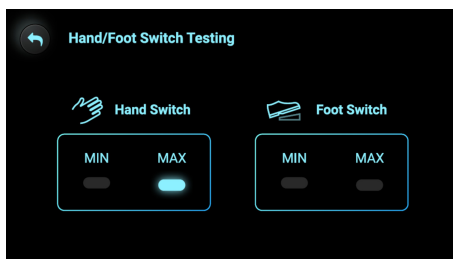 Hand/Foot Switch Testing
Hand Switch
Foot Switch
MIN MAX
MIN MAX